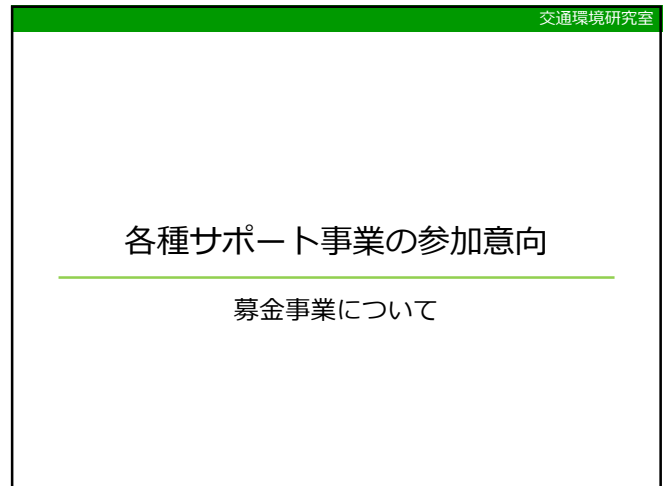 交通環境研究室
各種サポート事業の参加意向
募金事業について